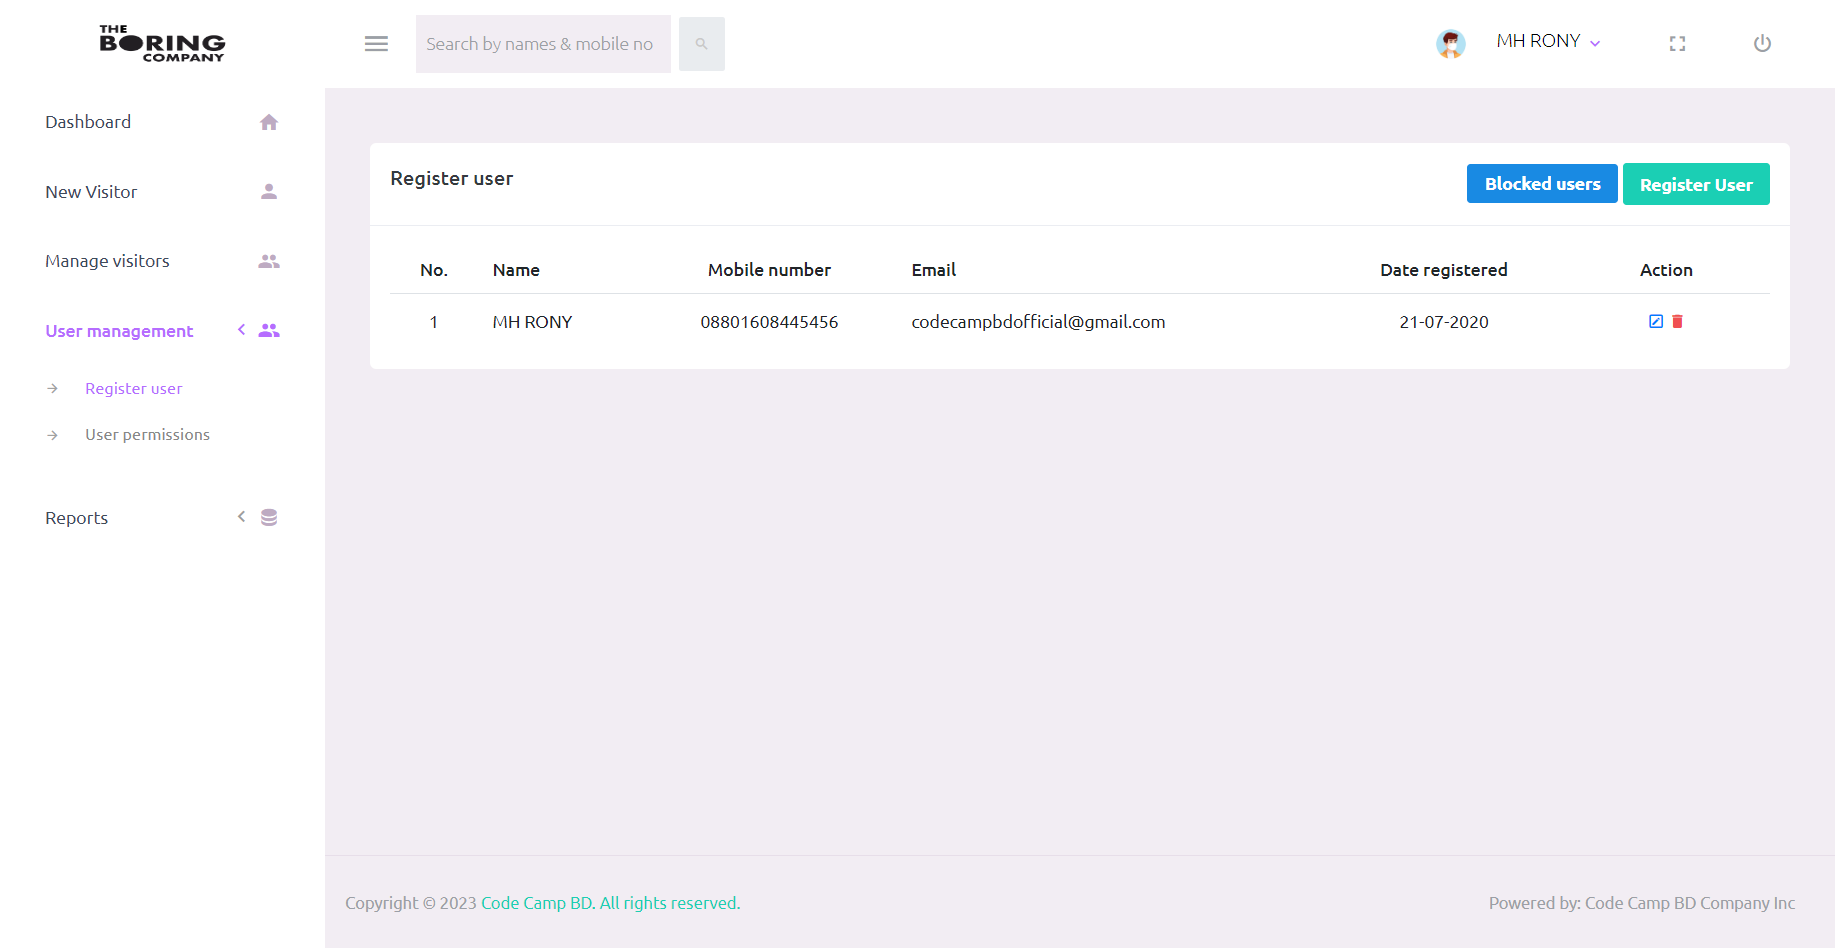 THE
BORING
COMPANY
Search by names & mobile no
MH RONY
Dashboard
New Visitor
Manage visitors
User management
Register user
User permissions
Reports
Register user
Blocked users
Register User
No. Name Mobile number Email Date registered Action
1 MH RONY 08801608445456 codecampbdofficial@gmail.com 21-07-2020
Copyright © 2023 Code Camp BD. All rights reserved.
Powered by: Code Camp BD Company Inc